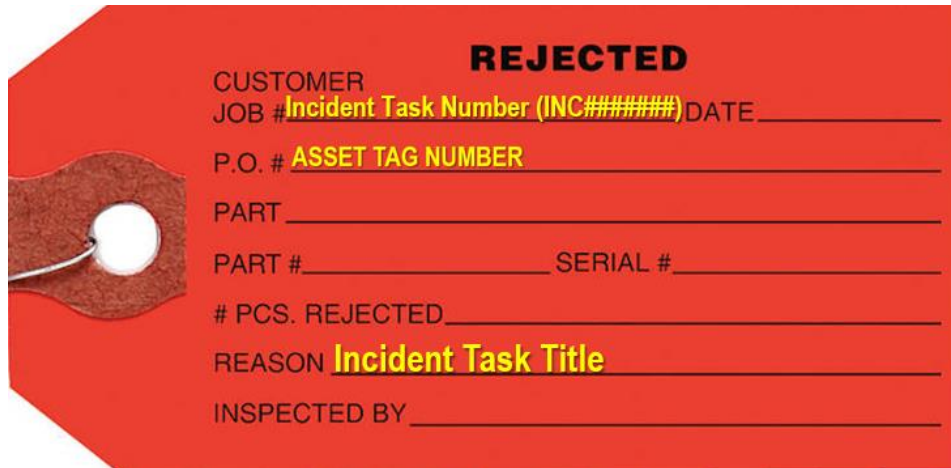 REJECTED
CUSTOMER
JOB # Incident Task Number (INC#######) DATE
P.O. # ASSET TAG NUMBER
PART
PART # SERIAL #
# PCS. REJECTED
REASON Incident Task Title
INSPECTED BY